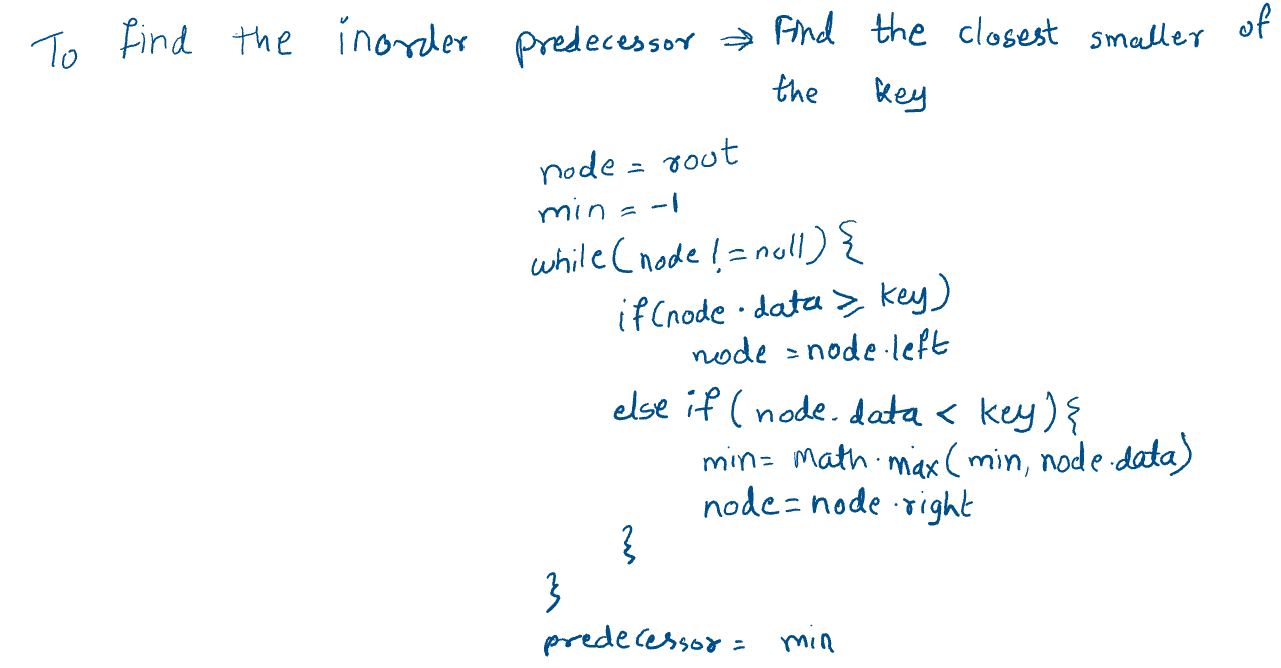 To find the inorder predecessor ⇒ Find the closest smaller of
the key
node = root
min = -1
while(node != null) {
if(node.data ≥ key)
node = node.left
else if (node.data < key) {
min = Math.max(min, node.data)
node = node.right
}
}
predecessor = min